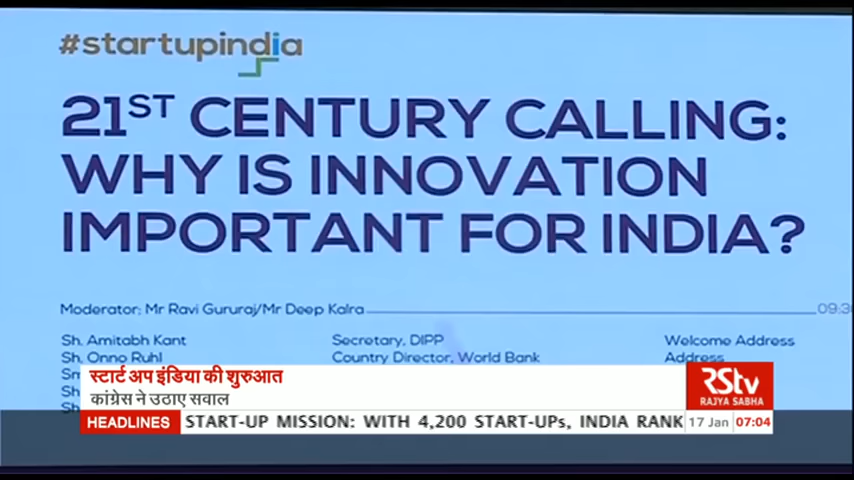 #startupindia
21ST CENTURY CALLING:
WHY IS INNOVATION
IMPORTANT FOR INDIA?
Moderator: Mr Ravi Gururaj/Mr Deep Kalra
Sh. Amitabh Kant Secretary, DIPP Welcome Address
Sh. Onno Ruhl Country Director, World Bank Address
स्टार्ट अप इंडिया की शुरुआत
कांग्रेस ने उठाए सवाल
RSTV
RAJYA SABHA
HEADLINES START-UP MISSION: WITH 4,200 START-UPs, INDIA RANK 17 Jan 07:04